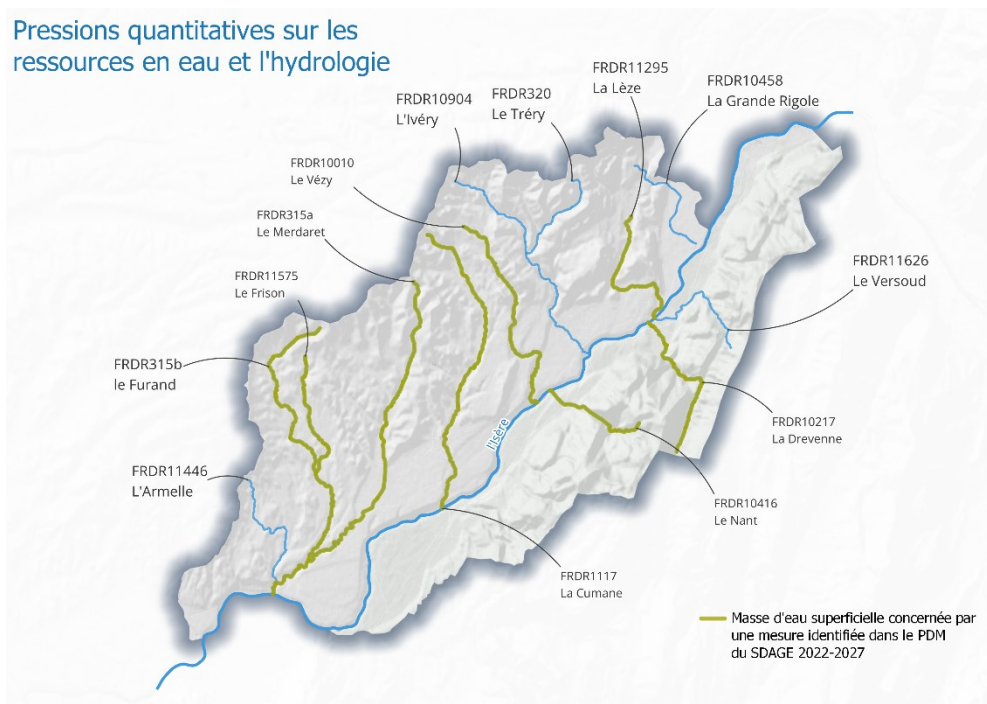 Pressions quantitatives sur les
ressources en eau et l'hydrologie
FRDR11295
La Lèze
FRDR10458
La Grande Rigole
FRDR320
Le Tréry
FRDR10904
L'Ivéry
FRDR10010
Le Vézy
FRDR315a
Le Merdaret
FRDR11575
Le Frison
FRDR11626
Le Versoud
FRDR315b
le Furand
FRDR10217
La Drevenne
l'Isère
FRDR11446
L'Armelle
FRDR10416
Le Nant
FRDR1117
La Cumane
Masse d'eau superficielle concernée par
une mesure identifiée dans le PDM
du SDAGE 2022-2027